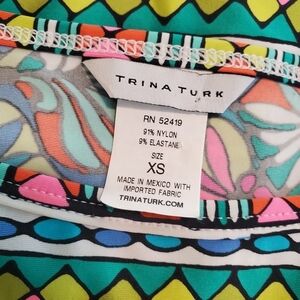 TRINA TURK
RN 52419
91% NYLON
9% ELASTANE
SIZE
XS
MADE IN MEXICO WITH
IMPORTED FABRIC
TRINATURK.COM